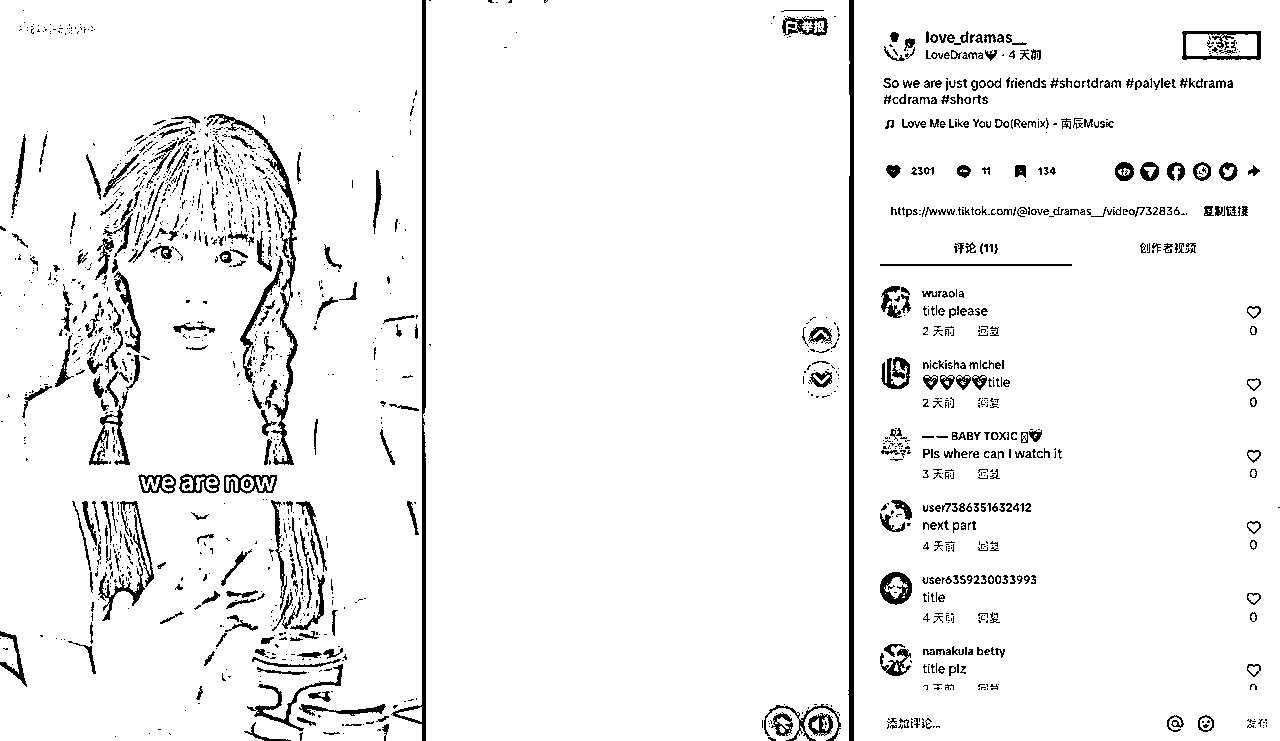 we are now
举报
love_dramas__
LoveDrama🖤 · 4 天前
关注
So we are just good friends #shortdram #palylet #kdrama
#cdrama #shorts
♫ Love Me Like You Do(Remix) - 南辰Music
2301
11
134
https://www.tiktok.com/@love_dramas__/video/732836...
复制链接
评论 (11)
创作者视频
wuraola
title please
2 天前 回复
0
nickisha michel
🖤🖤🖤🖤title
2 天前 回复
0
—— BABY TOXIC 🖤
Pls where can I watch it
3 天前 回复
0
user7386351632412
next part
4 天前 回复
0
user6359230033993
title
4 天前 回复
0
namakula betty
title plz
添加评论...
发布